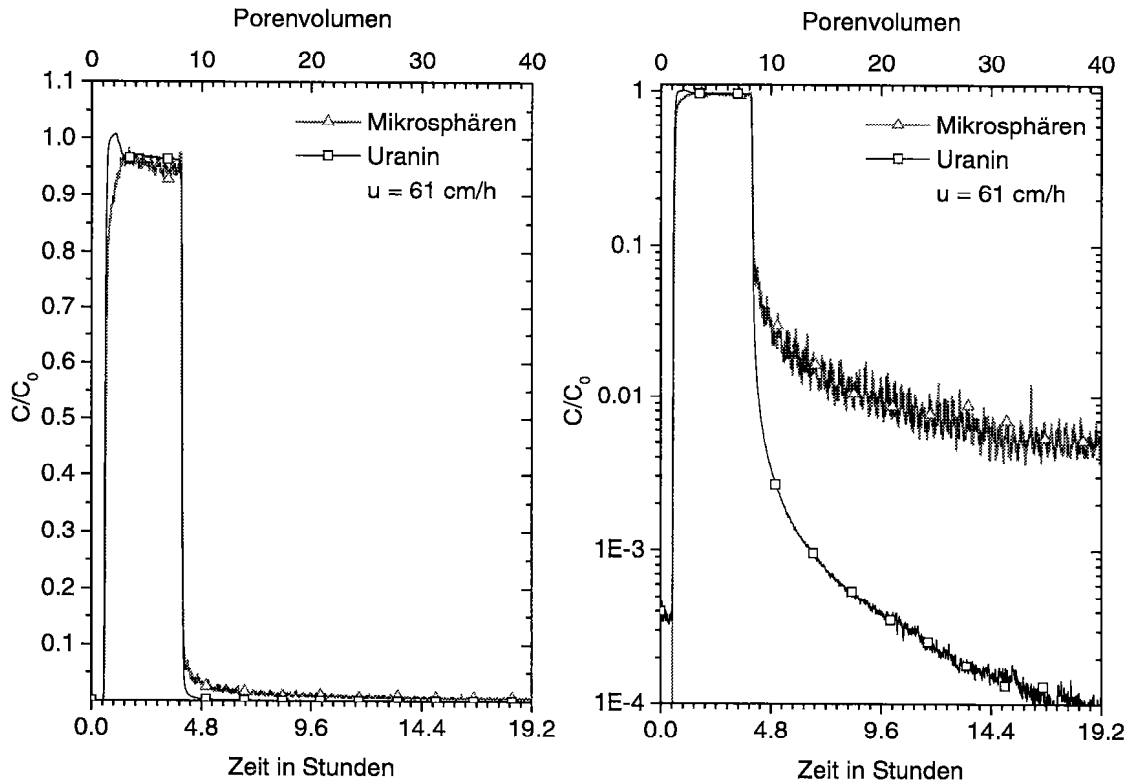 Porenvolumen
0 10 20 30 40
1.1
1.0
0.9
0.8
0.7
0.6
0.5
0.4
0.3
0.2
0.1
C/C0
Mikrosphären
Uranin
u = 61 cm/h
0.0 4.8 9.6 14.4 19.2
Zeit in Stunden
Porenvolumen
0 10 20 30 40
1
0.1
0.01
1E-3
1E-4
C/C0
Mikrosphären
Uranin
u = 61 cm/h
0.0 4.8 9.6 14.4 19.2
Zeit in Stunden